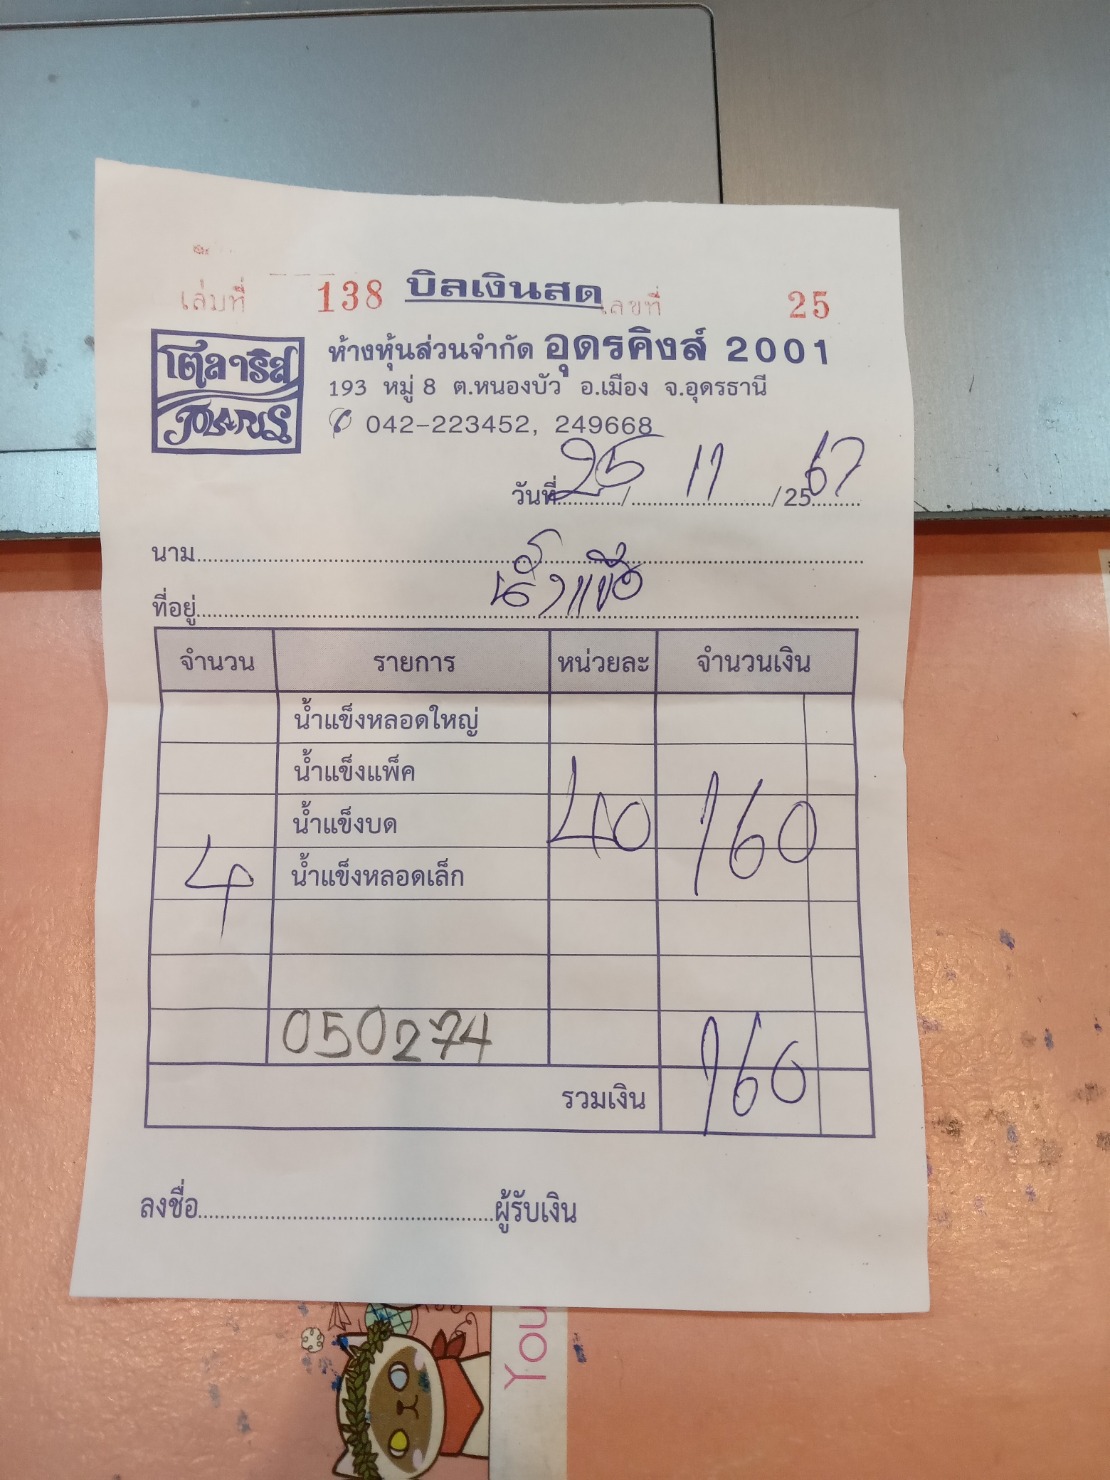 เล่มที่ 138 บิลเงินสด เลขที่ 25
โตลาริส
POLARIS
ห้างหุ้นส่วนจำกัด อุดรคิงส์ 2001
193 หมู่ 8 ต.หนองบัว อ.เมือง จ.อุดรธานี
042-223452, 249668
วันที่ 25 / 11 / 2567
นาม
ที่อยู่
จำนวน รายการ หน่วยละ จำนวนเงิน
น้ำแข็งหลอดใหญ่
น้ำแข็งแพ็ค
น้ำแข็งบด 40 160
4 น้ำแข็งหลอดเล็ก
050274
รวมเงิน 160
ลงชื่อ ผู้รับเงิน
You